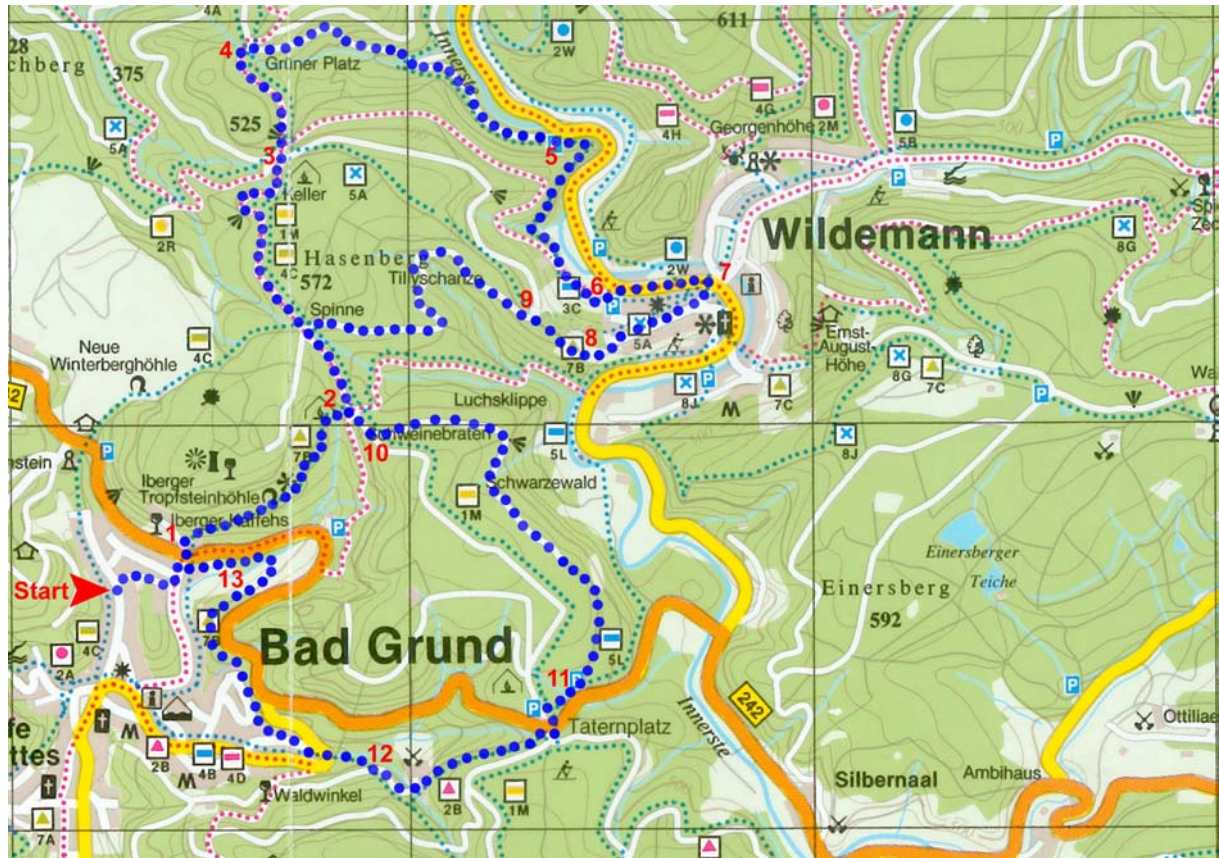 4A
4
611
Innerste
2W
28
chberg
375
Grüner Platz
525
5A
4G
4H
2M
Georgenhöhe
5B
P
3
5
Keller
5A
2R
1M
4C
Hasenberg
572
Tillyschanze
Wildemann
2W
7
8G
Spinne
9
6
3C
P
8
7B
5A
Neue
Winterberghöhle
4C
Ernst-
August-
Höhe
8G
7C
8J
7C
2
Luchsklippe
Schweinebraten
10
5L
8J
7B
Iberger
Tropfsteinhöhle
Schwarzewald
1M
Iberger Kaffehs
1
Start
13
Einersberger
Teiche
Einersberg
592
7B
Bad Grund
4C
2A
5L
11
P
Taternplatz
242
Innerste
12
2B
4B
4D
Waldwinkel
2B
1M
Silbernaal
Ambihaus
Ottiliae
fe
ttes
7A